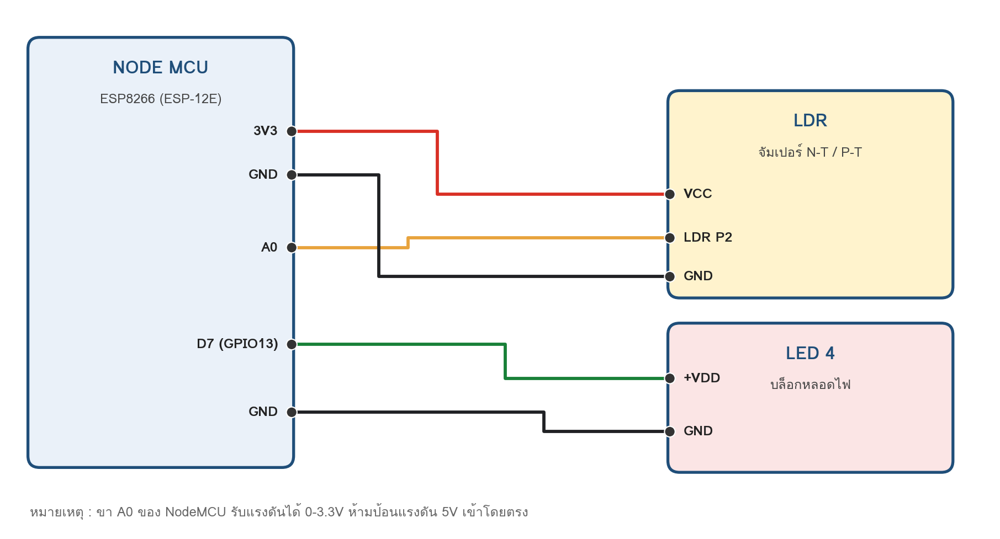 NODE MCU
ESP8266 (ESP-12E)
3V3
GND
A0
D7 (GPIO13)
GND
LDR
จัมเปอร์ N-T / P-T
VCC
LDR P2
GND
LED 4
+VDD
บล็อกหลอดไฟ
GND
หมายเหตุ : ขา A0 ของ NodeMCU รับแรงดันได้ 0-3.3V ห้ามป้อนแรงดัน 5V เข้าโดยตรง